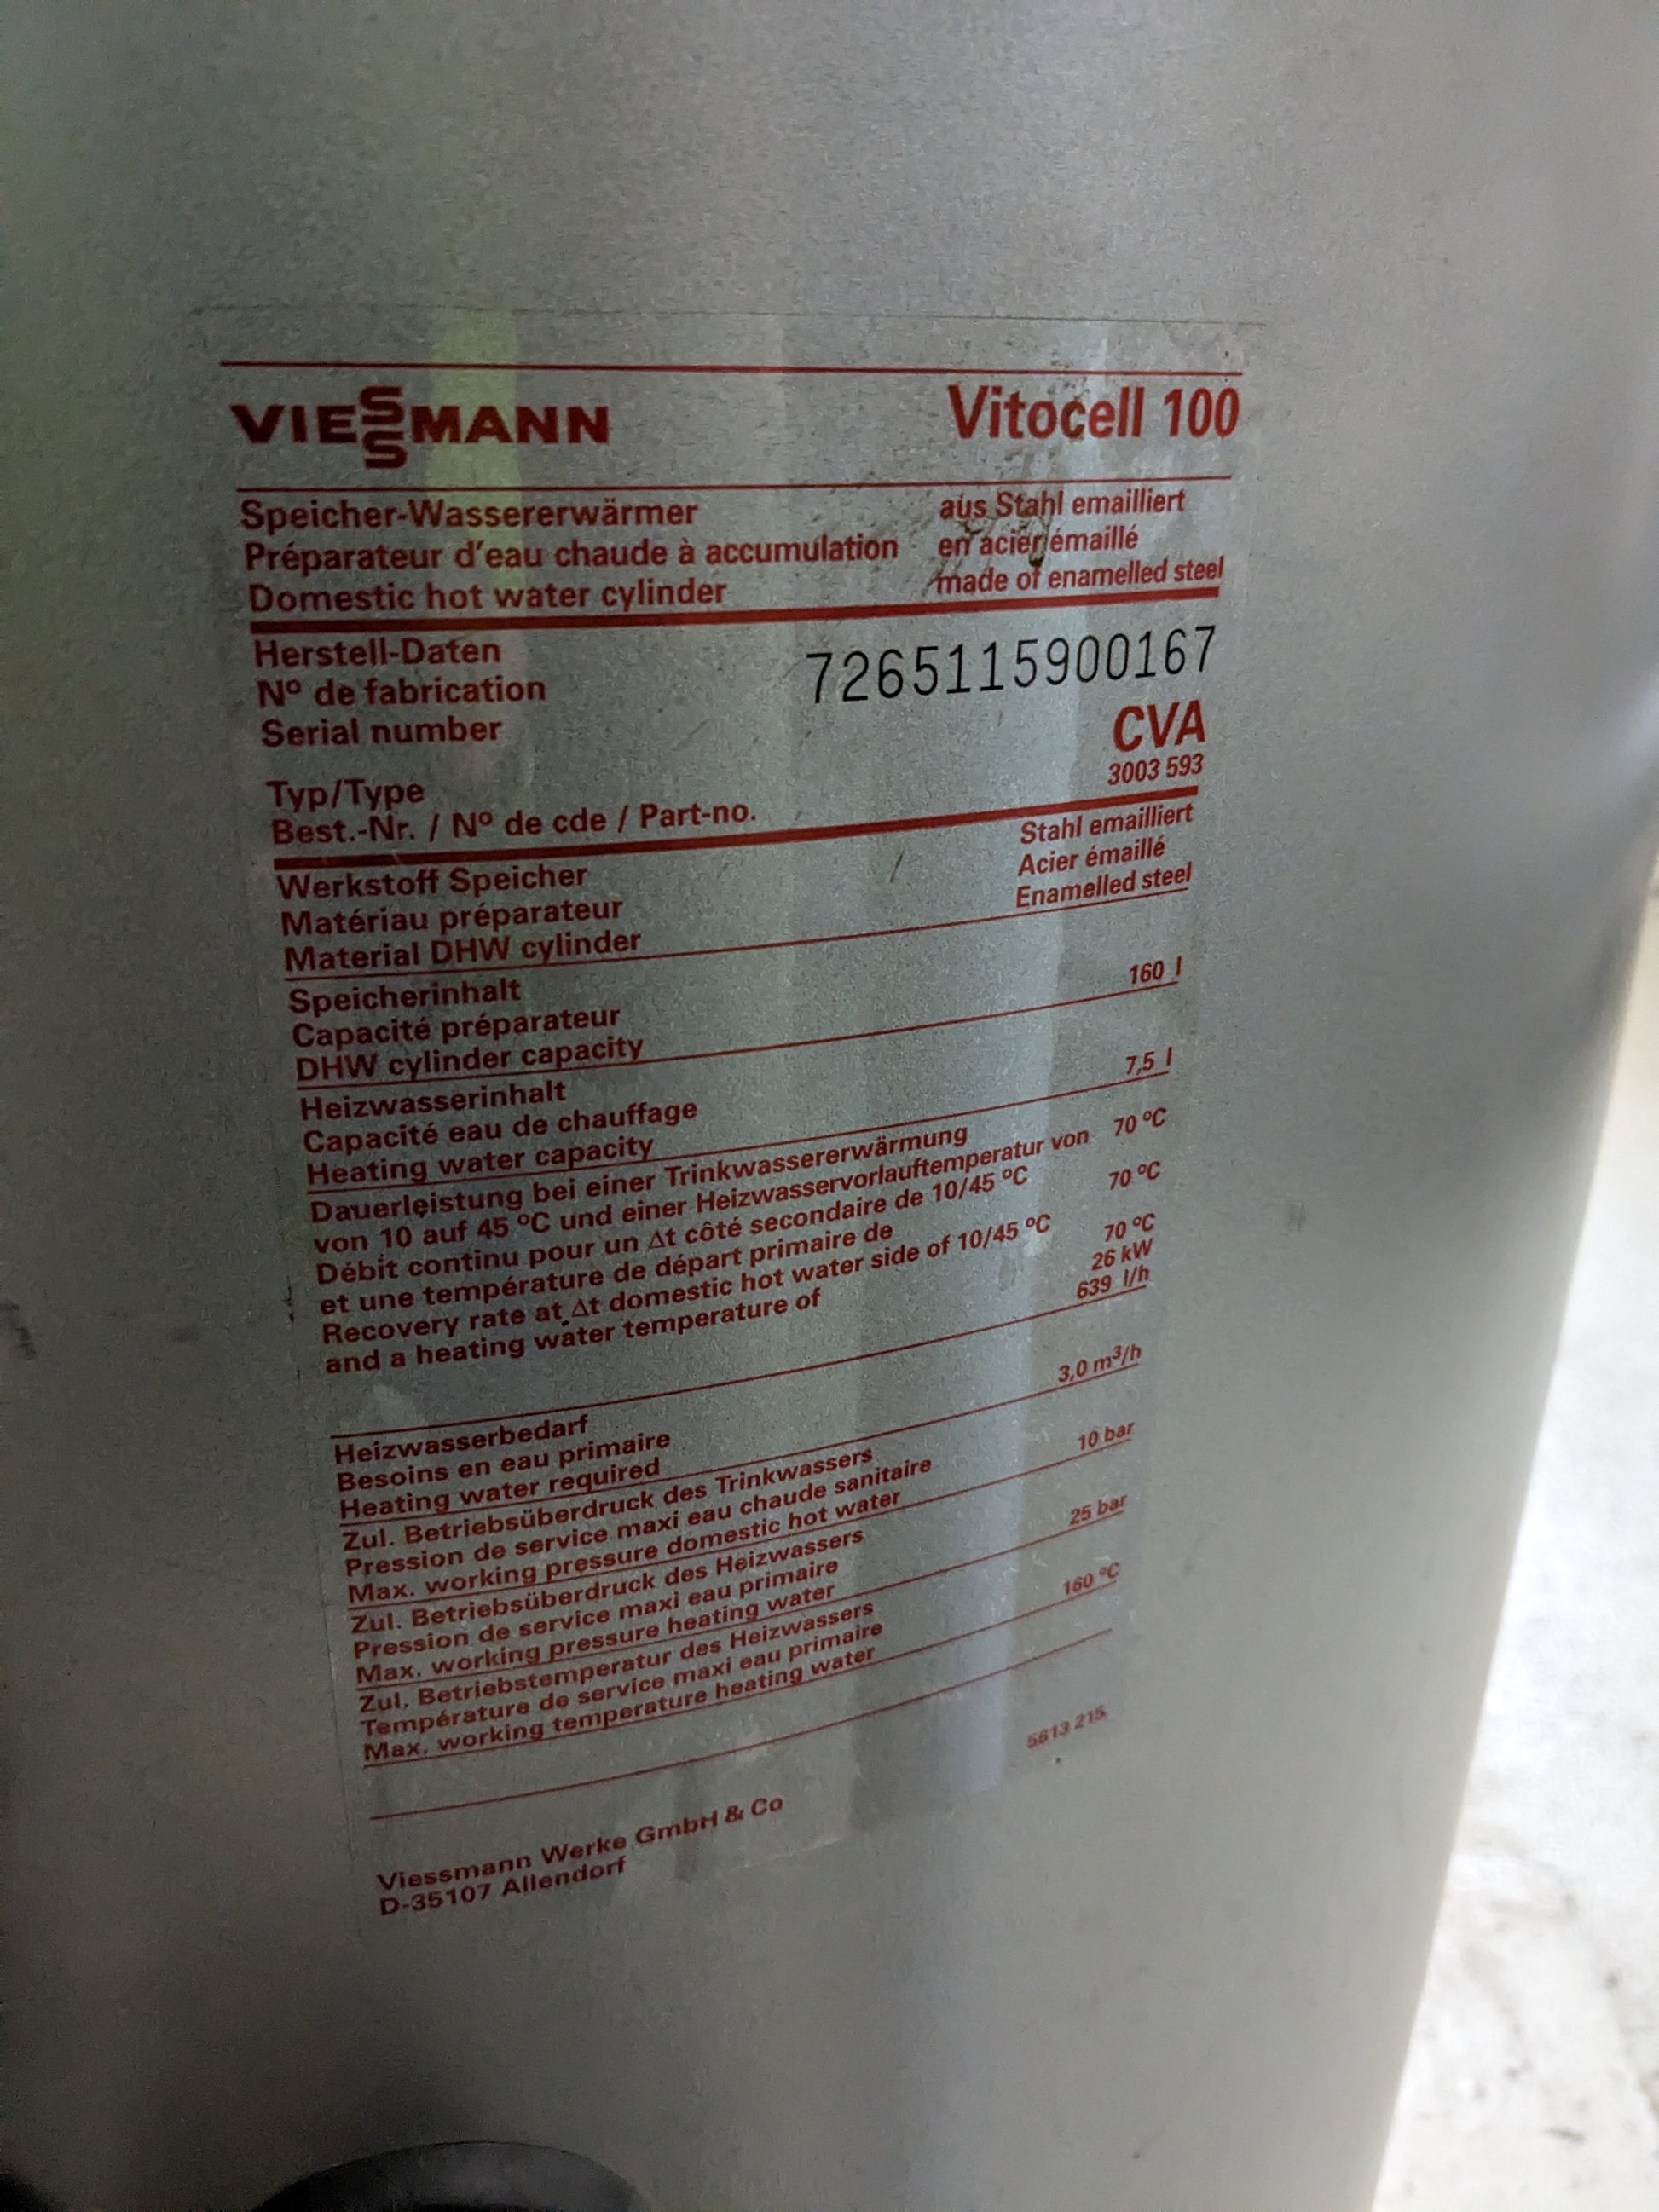 VIESSMANN Vitocell 100
Speicher-Wassererwärmer aus Stahl emailliert
Préparateur d'eau chaude à accumulation en acier émaillé
Domestic hot water cylinder made of enamelled steel
Herstell-Daten
Nº de fabrication 7265115900167
Serial number
Typ/Type CVA
Best.-Nr. / Nº de cde / Part-no. 3003 593
Werkstoff Speicher Stahl emailliert
Matériau préparateur Acier émaillé
Material DHW cylinder Enamelled steel
Speicherinhalt
Capacité préparateur
DHW cylinder capacity 160 l
Heizwasserinhalt
Capacité eau de chauffage
Heating water capacity 7,5 l
Dauerleistung bei einer Trinkwassererwärmung
von 10 auf 45 ºC und einer Heizwasservorlauftemperatur von 70 ºC
Débit continu pour un Δt côté secondaire de 10/45 ºC
et une température de départ primaire de 70 ºC
Recovery rate at Δt domestic hot water side of 10/45 ºC
and a heating water temperature of 70 ºC
26 kW
639 l/h
Heizwasserbedarf
Besoins en eau primaire
Heating water required 3,0 m³/h
Zul. Betriebsüberdruck des Trinkwassers
Pression de service maxi eau chaude sanitaire
Max. working pressure domestic hot water 10 bar
Zul. Betriebsüberdruck des Heizwassers
Pression de service maxi eau primaire
Max. working pressure heating water 25 bar
Zul. Betriebstemperatur des Heizwassers
Température de service maxi eau primaire
Max. working temperature heating water 160 ºC
5613 215
Viessmann Werke GmbH & Co
D-35107 Allendorf